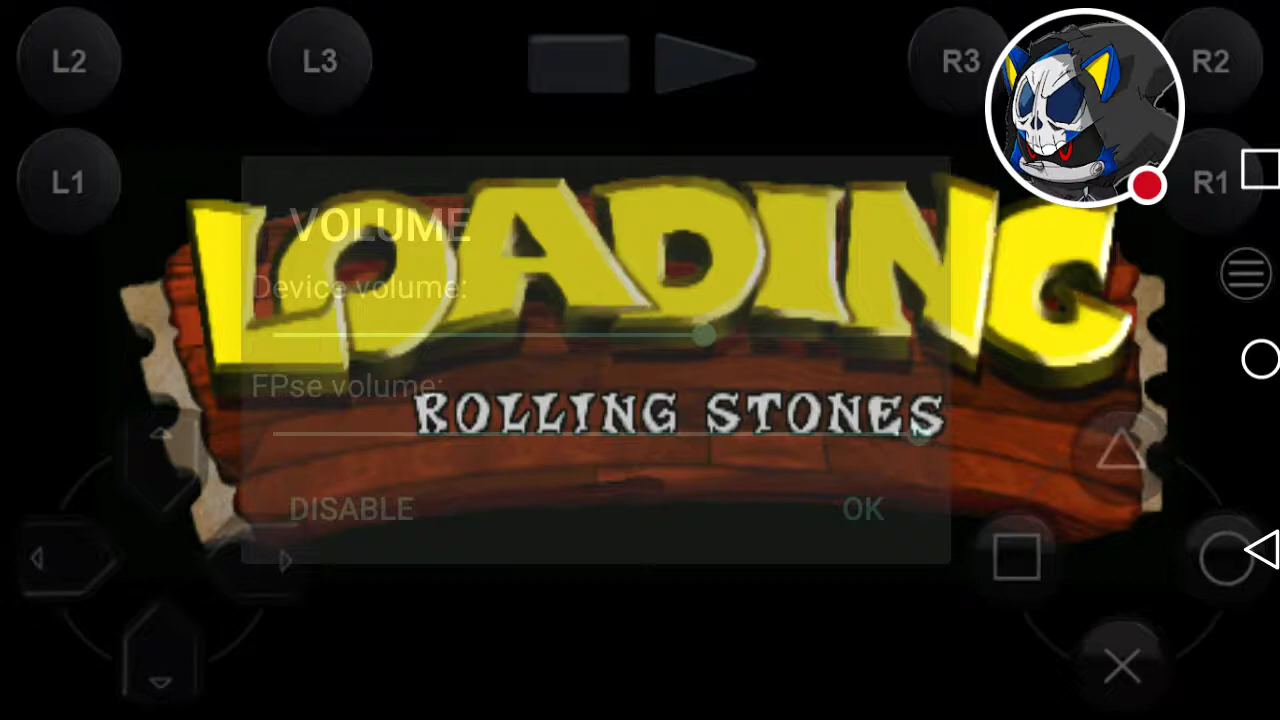 L2
L3
R3
R2
L1
R1
LOADING
VOLUME
Device volume:
FPse volume:
ROLLING STONES
DISABLE
OK